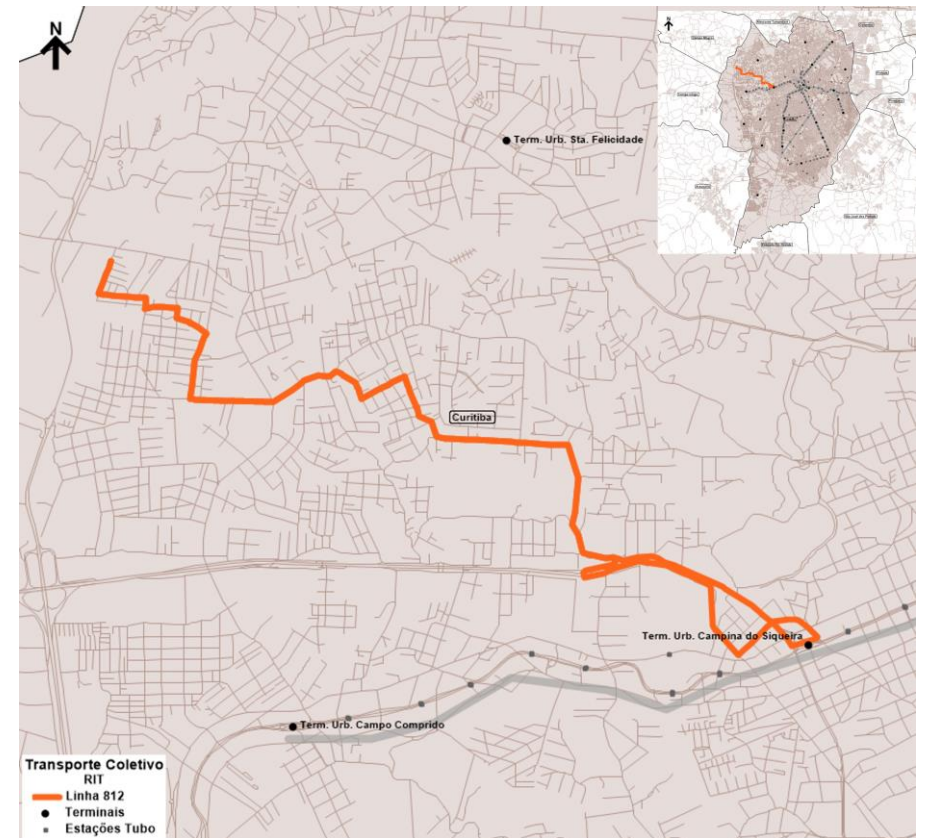 N
Term. Urb. Sta. Felicidade
Curitiba
Term. Urb. Campina do Siqueira
Term. Urb. Campo Comprido
Transporte Coletivo
RIT
Linha 812
Terminais
Estações Tubo
N